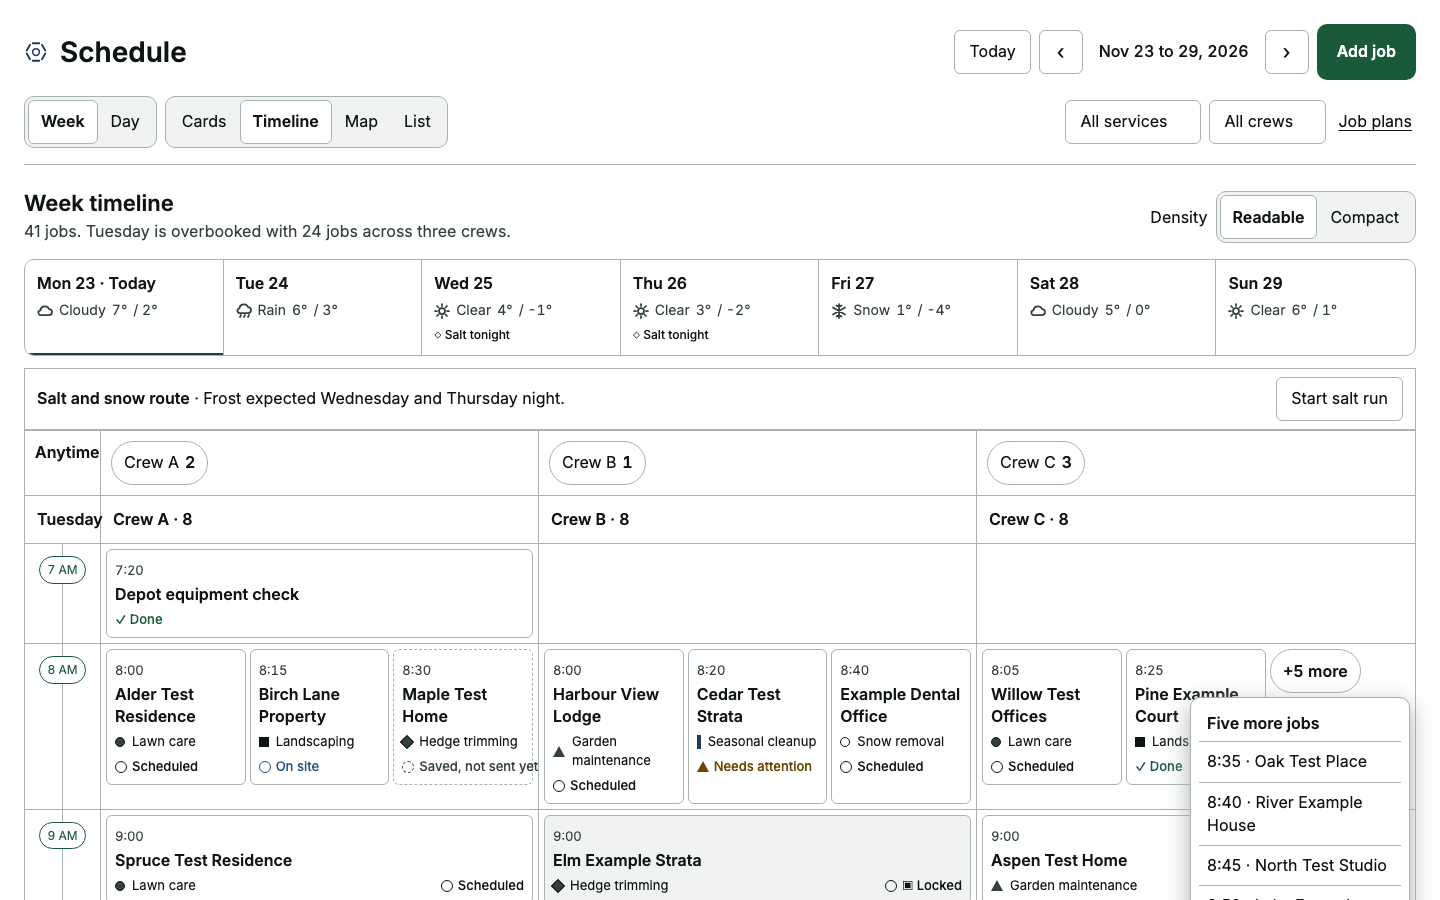 Schedule
Today
Nov 23 to 29, 2026
Add job
Week
Day
Cards
Timeline
Map
List
All services
All crews
Job plans
Week timeline
41 jobs. Tuesday is overbooked with 24 jobs across three crews.
Density
Readable
Compact
Mon 23 · Today
Cloudy 7° / 2°
Tue 24
Rain 6° / 3°
Wed 25
Clear 4° / -1°
Salt tonight
Thu 26
Clear 3° / -2°
Salt tonight
Fri 27
Snow 1° / -4°
Sat 28
Cloudy 5° / 0°
Sun 29
Clear 6° / 1°
Salt and snow route · Frost expected Wednesday and Thursday night.
Start salt run
Anytime
Crew A 2
Crew B 1
Crew C 3
Tuesday
Crew A · 8
Crew B · 8
Crew C · 8
7 AM
7:20
Depot equipment check
Done
8 AM
8:00
Alder Test
Residence
Lawn care
Scheduled
8:15
Birch Lane
Property
Landscaping
On site
8:30
Maple Test
Home
Hedge trimming
Saved, not sent yet
8:00
Harbour View
Lodge
Garden
maintenance
Scheduled
8:20
Cedar Test
Strata
Seasonal cleanup
Needs attention
8:40
Example Dental
Office
Snow removal
Scheduled
8:05
Willow Test
Offices
Lawn care
Scheduled
8:25
Pine Example
Court
Lands
Done
+5 more
Five more jobs
8:35 · Oak Test Place
8:40 · River Example
House
8:45 · North Test Studio
9 AM
9:00
Spruce Test Residence
Lawn care
Scheduled
9:00
Elm Example Strata
Hedge trimming
Locked
9:00
Aspen Test Home
Garden maintenance